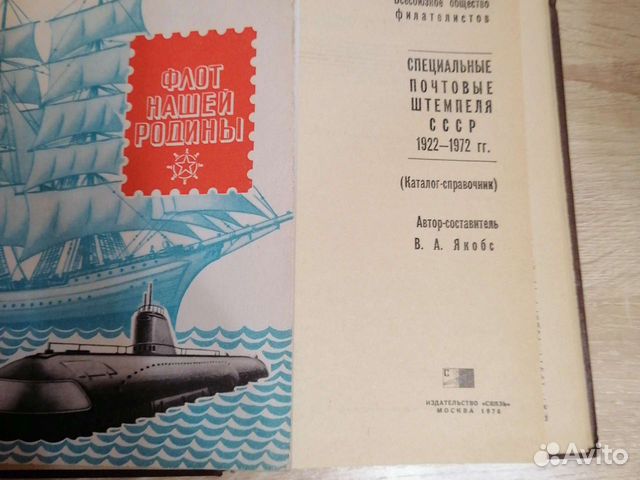 ФЛОТ
НАШЕЙ
РОДИНЫ
Всесоюзное общество
филателистов
СПЕЦИАЛЬНЫЕ
ПОЧТОВЫЕ
ШТЕМПЕЛЯ
СССР
1922—1972 гг.
(Каталог-справочник)
Автор-составитель
В. А. Якобс
С
ИЗДАТЕЛЬСТВО «СВЯЗЬ»
МОСКВА 1976
Avito